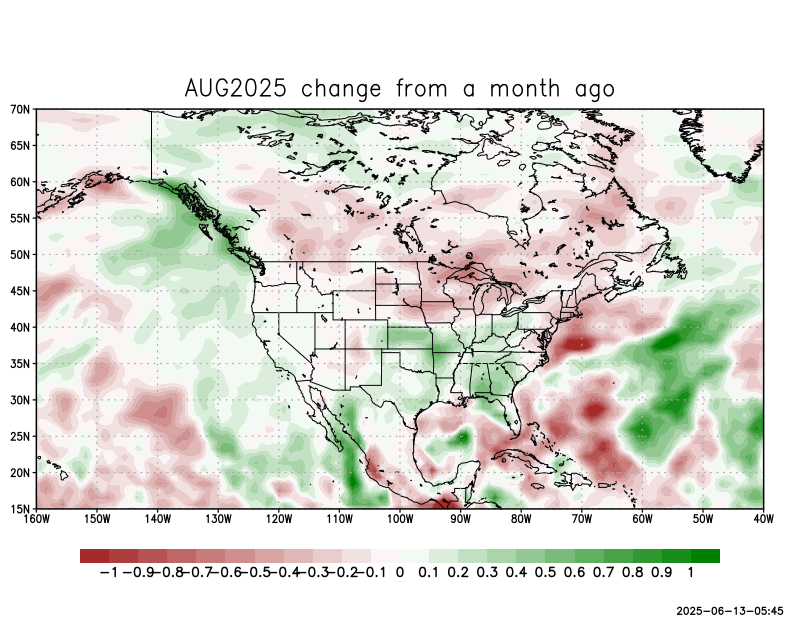 AUG2025 change from a month ago
70N
65N
60N
55N
50N
45N
40N
35N
30N
25N
20N
15N
160W 150W 140W 130W 120W 110W 100W 90W 80W 70W 60W 50W 40W
-1 -0.9 -0.8 -0.7 -0.6 -0.5 -0.4 -0.3 -0.2 -0.1 0 0.1 0.2 0.3 0.4 0.5 0.6 0.7 0.8 0.9 1
2025-06-13-05:45